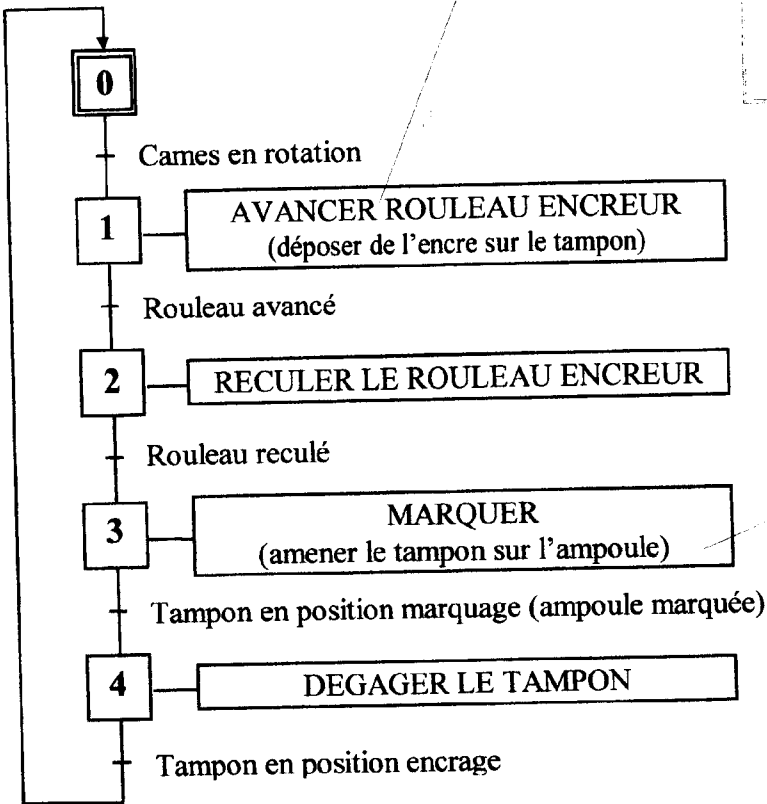 0
Cames en rotation
1
AVANCER ROULEAU ENCREUR
(déposer de l'encre sur le tampon)
Rouleau avancé
2
RECULER LE ROULEAU ENCREUR
Rouleau reculé
3
MARQUER
(amener le tampon sur l'ampoule)
Tampon en position marquage (ampoule marquée)
4
DEGAGER LE TAMPON
Tampon en position encrage